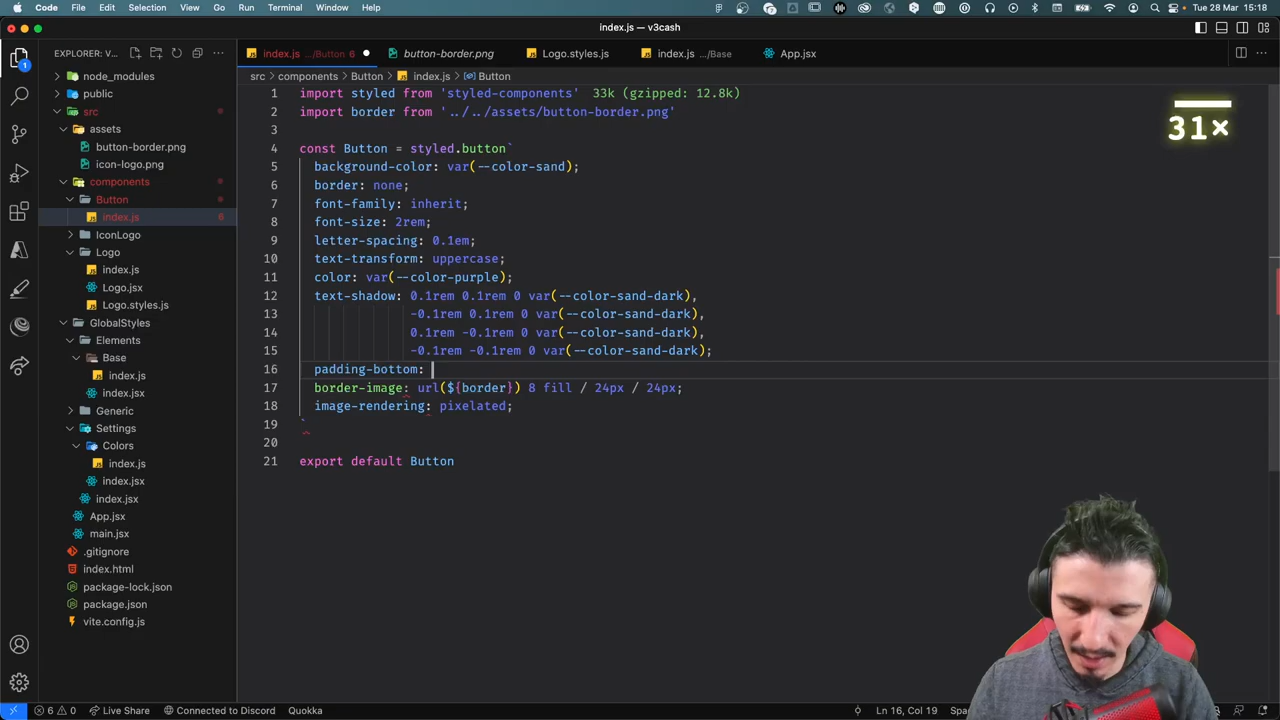 Code File Edit Selection View Go Run Terminal Window Help Tue 28 Mar 15:18
index.js — v3cash
EXPLORER: V...
index.js .../Button 6
button-border.png
Logo.styles.js
index.js .../Base
App.jsx
src > components > Button > index.js > Button
node_modules
public
src
assets
button-border.png
icon-logo.png
components
Button
index.js
6
IconLogo
Logo
index.js
Logo.jsx
Logo.styles.js
GlobalStyles
Elements
Base
index.js
index.jsx
Generic
Settings
Colors
index.js
index.jsx
index.jsx
App.jsx
main.jsx
.gitignore
index.html
package-lock.json
package.json
vite.config.js
1
1 import styled from 'styled-components' 33k (gzipped: 12.8k)
2 import border from '../../assets/button-border.png'
3
4 const Button = styled.button`
5 background-color: var(--color-sand);
6 border: none;
7 font-family: inherit;
8 font-size: 2rem;
9 letter-spacing: 0.1em;
10 text-transform: uppercase;
11 color: var(--color-purple);
12 text-shadow: 0.1rem 0.1rem 0 var(--color-sand-dark),
13 -0.1rem 0.1rem 0 var(--color-sand-dark),
14 0.1rem -0.1rem 0 var(--color-sand-dark),
15 -0.1rem -0.1rem 0 var(--color-sand-dark);
16 padding-bottom:
17 border-image: url(${border}) 8 fill / 24px / 24px;
18 image-rendering: pixelated;
19 `
20
21 export default Button
31×
6 0 Live Share Connected to Discord Quokka Ln 16, Col 19